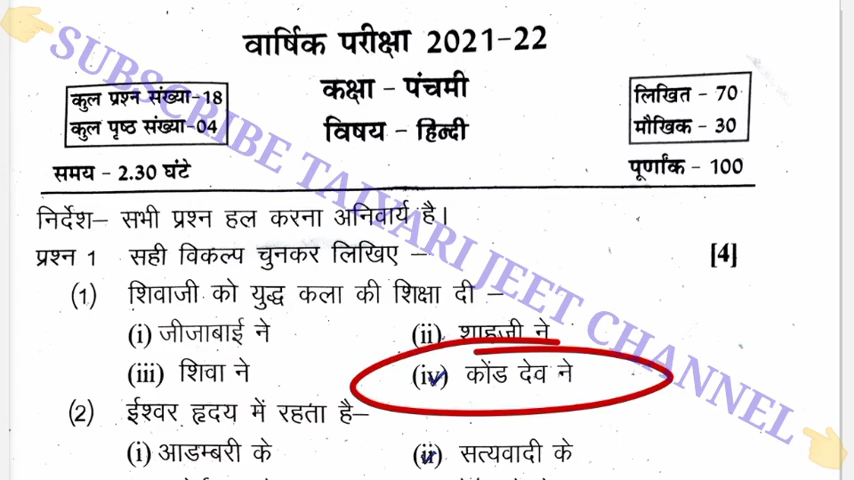 वार्षिक परीक्षा 2021-22
कुल प्रश्न संख्या-18
कुल पृष्ठ संख्या-04
कक्षा - पंचमी
विषय - हिन्दी
लिखित - 70
मौखिक - 30
समय - 2.30 घंटे
पूर्णांक - 100
निर्देश– सभी प्रश्न हल करना अनिवार्य है।
प्रश्न 1 सही विकल्प चुनकर लिखिए – [4]
(1) शिवाजी को युद्ध कला की शिक्षा दी –
(i) जीजाबाई ने (ii) शाहजी ने
(iii) शिवा ने (iv) कोंड देव ने
(2) ईश्वर हृदय में रहता है–
(i) आडम्बरी के (ii) सत्यवादी के
SUBSCRIBE TAIYARI JEET CHANNEL